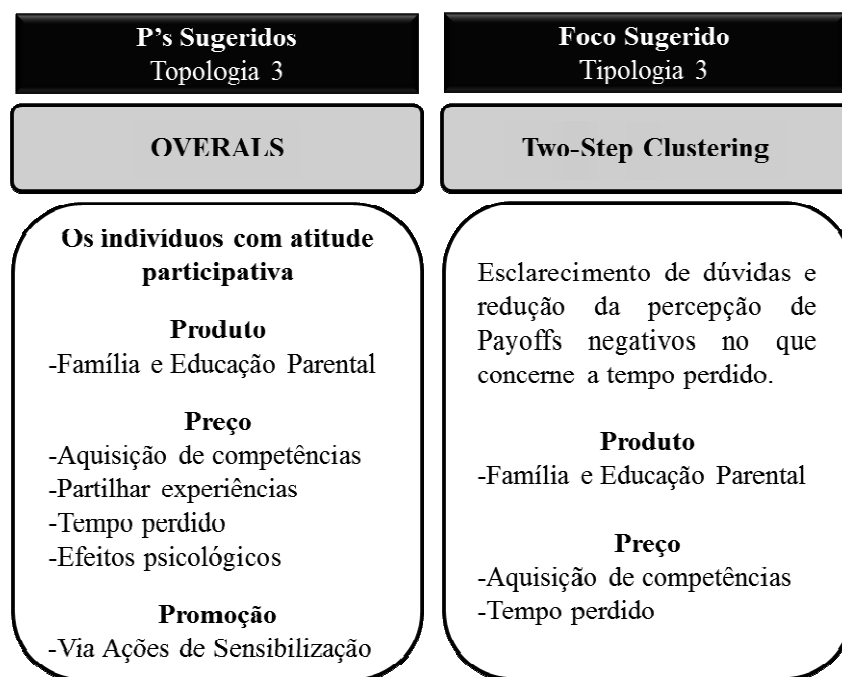 P's Sugeridos
Topologia 3
OVERALS
Os indivíduos com atitude
participativa
Produto
-Família e Educação Parental
Preço
-Aquisição de competências
-Partilhar experiências
-Tempo perdido
-Efeitos psicológicos
Promoção
-Via Ações de Sensibilização
Foco Sugerido
Tipologia 3
Two-Step Clustering
Esclarecimento de dúvidas e
redução da percepção de
Payoffs negativos no que
concerne a tempo perdido.
Produto
-Família e Educação Parental
Preço
-Aquisição de competências
-Tempo perdido